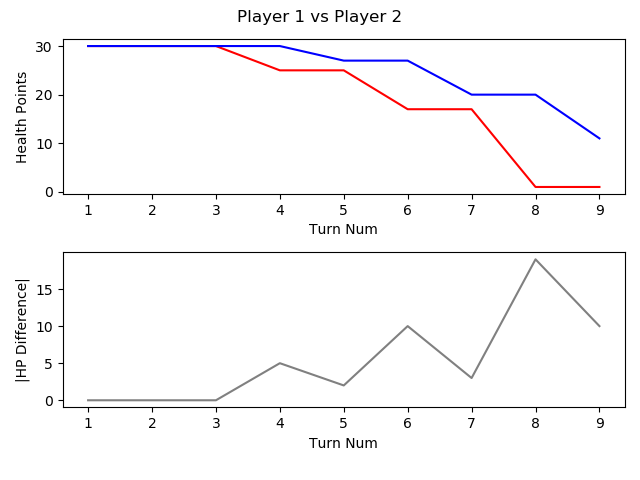 Player 1 vs Player 2
Health Points
30
20
10
0
1 2 3 4 5 6 7 8 9
Turn Num
|HP Difference|
15
10
5
0
1 2 3 4 5 6 7 8 9
Turn Num